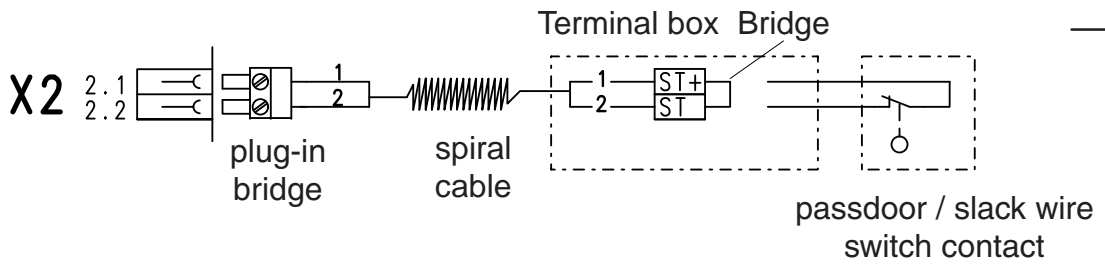 Terminal box Bridge
X2
2.1
2.2
1
2
1
2
ST+
ST
plug-in
bridge
spiral
cable
passdoor / slack wire
switch contact